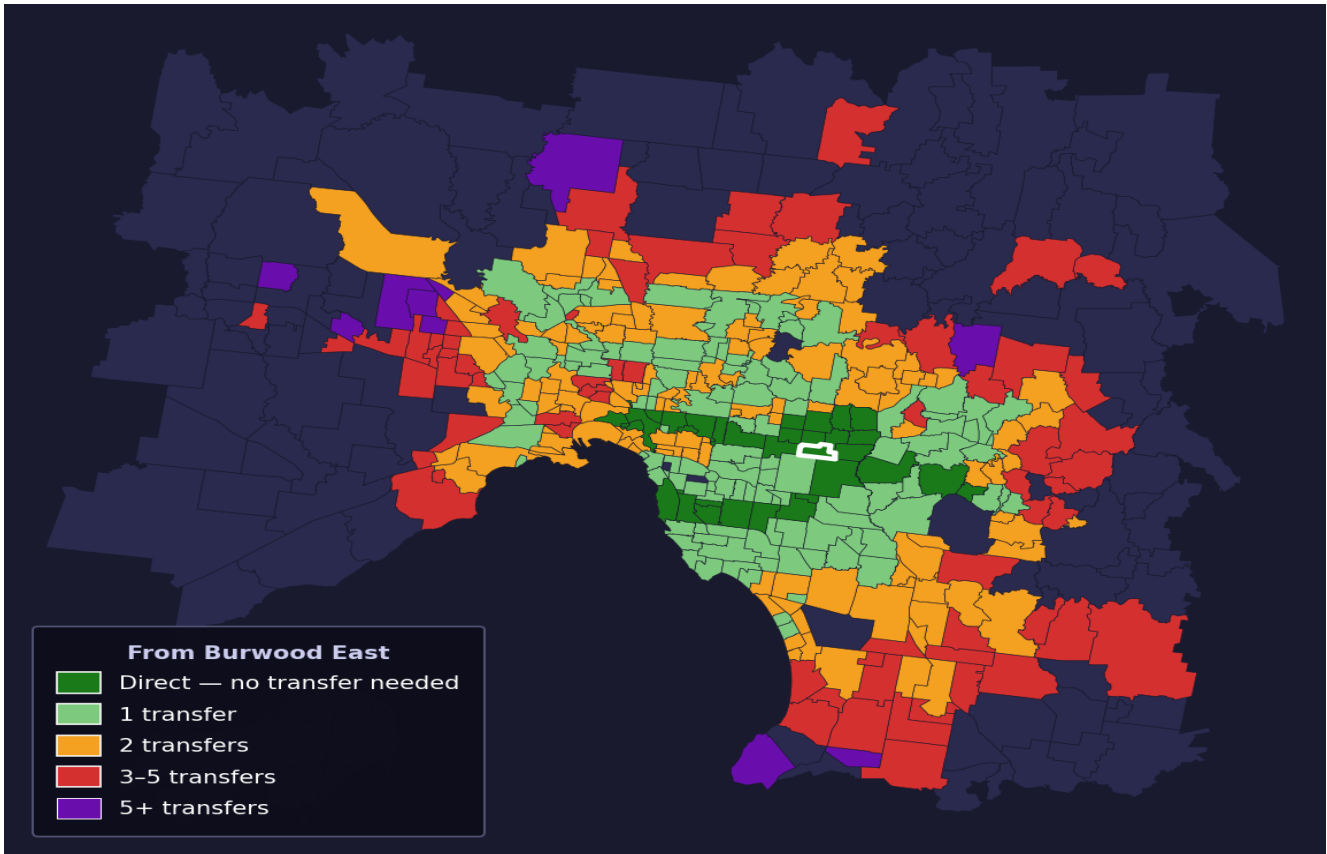 From Burwood East
Direct — no transfer needed
1 transfer
2 transfers
3–5 transfers
5+ transfers